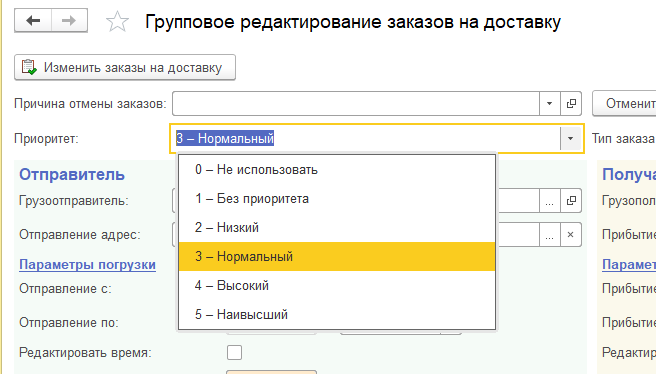 Групповое редактирование заказов на доставку
Изменить заказы на доставку
Причина отмены заказов:
Отменит
Приоритет:
3 – Нормальный
Тип заказа
0 – Не использовать
1 – Без приоритета
2 – Низкий
3 – Нормальный
4 – Высокий
5 – Наивысший
Отправитель
Грузоотправитель:
...
Отправление адрес:
...
Параметры погрузки
Отправление с:
Отправление по:
Редактировать время:
Получа
Грузопол
Прибытие
Парамет
Прибытие
Прибытие
Редактир